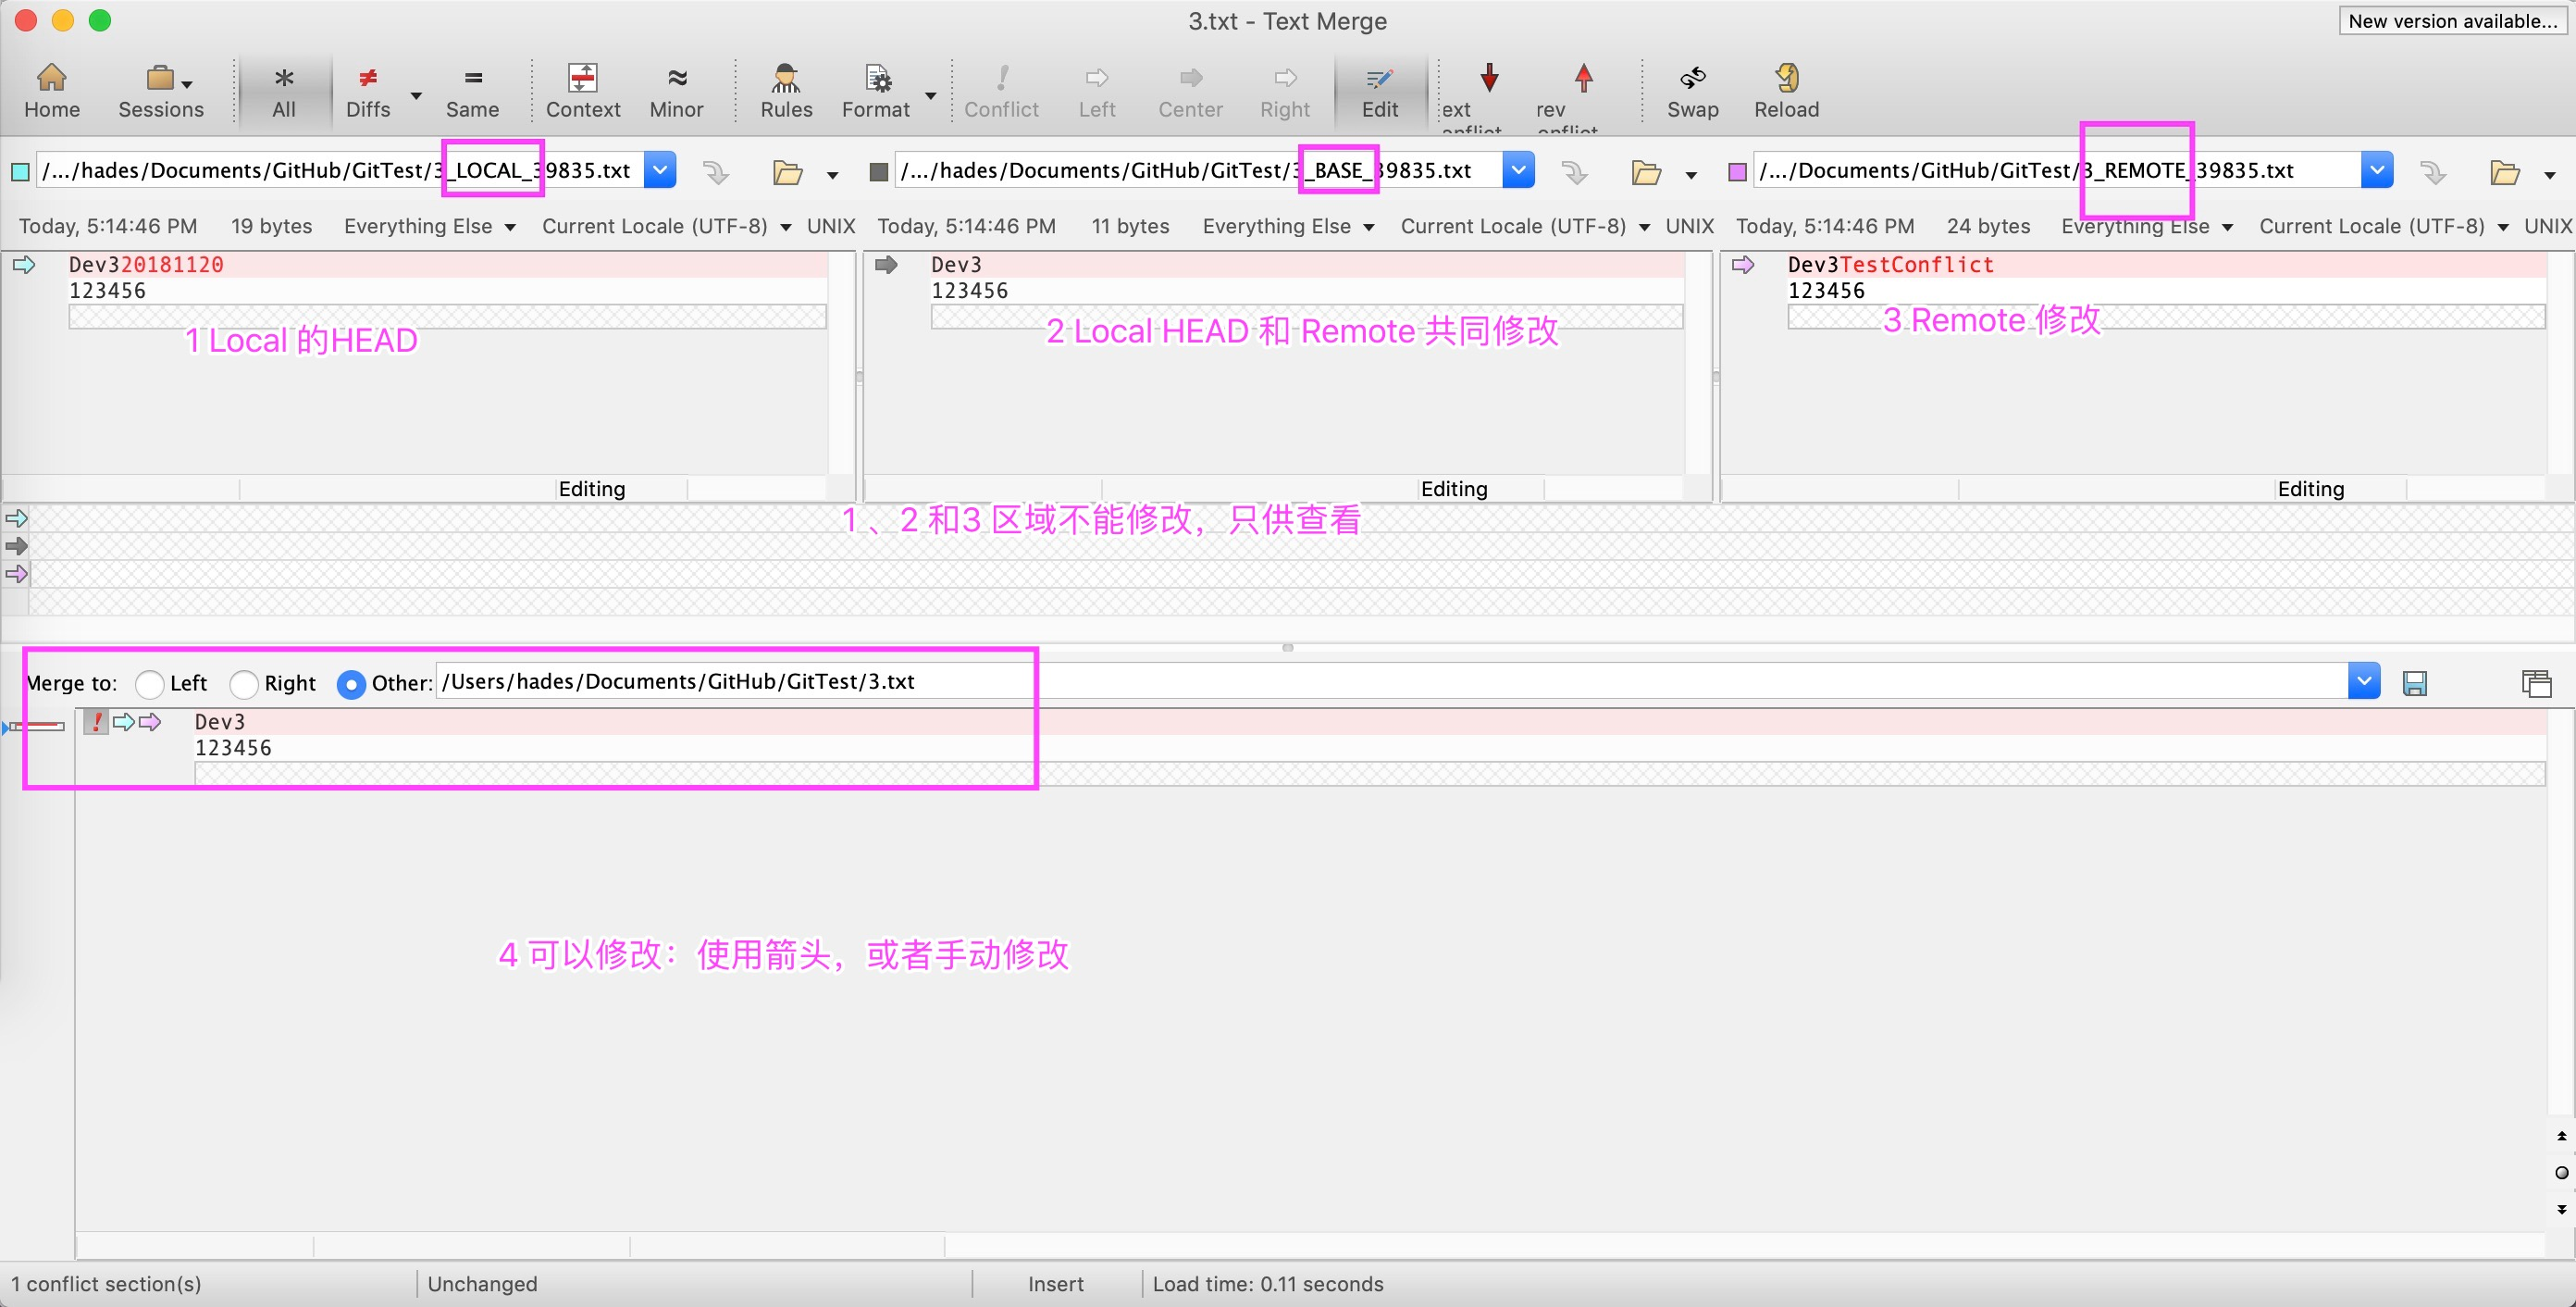 3.txt - Text Merge
New version available...
Home Sessions All Diffs Same Context Minor Rules Format Conflict Left Center Right Edit ext onflict rev onflict Swap Reload
/.../hades/Documents/GitHub/GitTest/3_LOCAL_39835.txt
/.../hades/Documents/GitHub/GitTest/3_BASE_39835.txt
/.../Documents/GitHub/GitTest/3_REMOTE_39835.txt
Today, 5:14:46 PM 19 bytes Everything Else Current Locale (UTF-8) UNIX
Today, 5:14:46 PM 11 bytes Everything Else Current Locale (UTF-8) UNIX
Today, 5:14:46 PM 24 bytes Everything Else Current Locale (UTF-8) UNIX
Dev320181120
123456
1 Local 的HEAD
Editing
Dev3
123456
2 Local HEAD 和 Remote 共同修改
Editing
Dev3TestConflict
123456
3 Remote 修改
Editing
1 、2 和3 区域不能修改，只供查看
Merge to: Left Right Other: /Users/hades/Documents/GitHub/GitTest/3.txt
! Dev3
123456
4 可以修改：使用箭头，或者手动修改
1 conflict section(s) Unchanged Insert Load time: 0.11 seconds